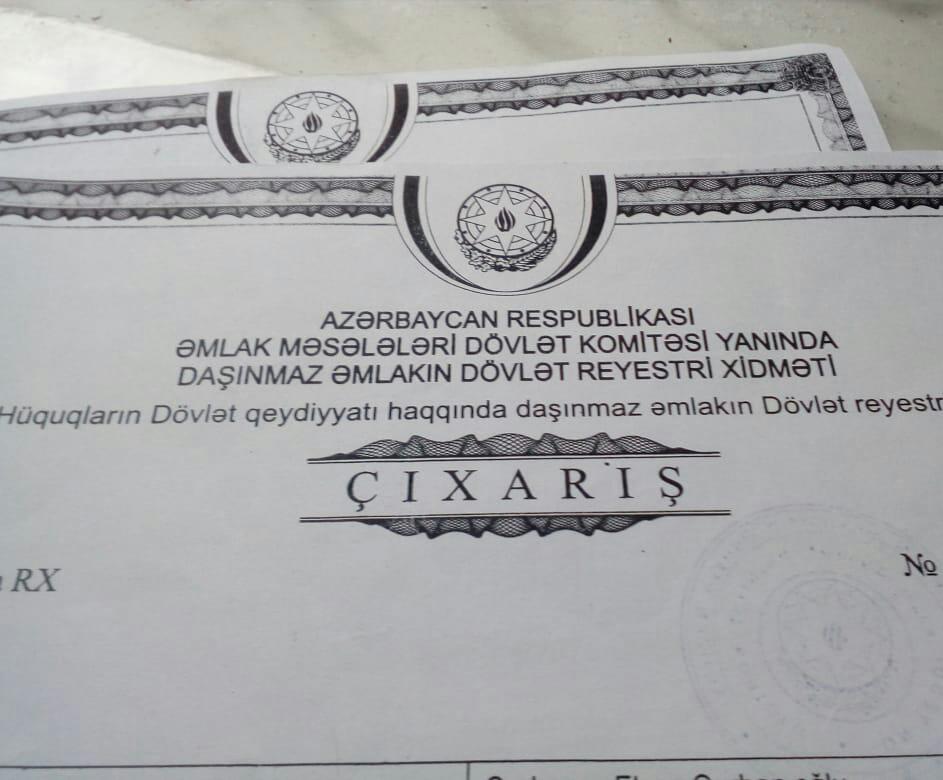 AZƏRBAYCAN RESPUBLİKASI
ƏMLAK MƏSƏLƏLƏRİ DÖVLƏT KOMİTƏSİ YANINDA
DAŞINMAZ ƏMLAKIN DÖVLƏT REYESTRİ XİDMƏTİ
Hüquqların Dövlət qeydiyyatı haqqında daşınmaz əmlakın Dövlət reyestr
ÇIXARIŞ
RX
№